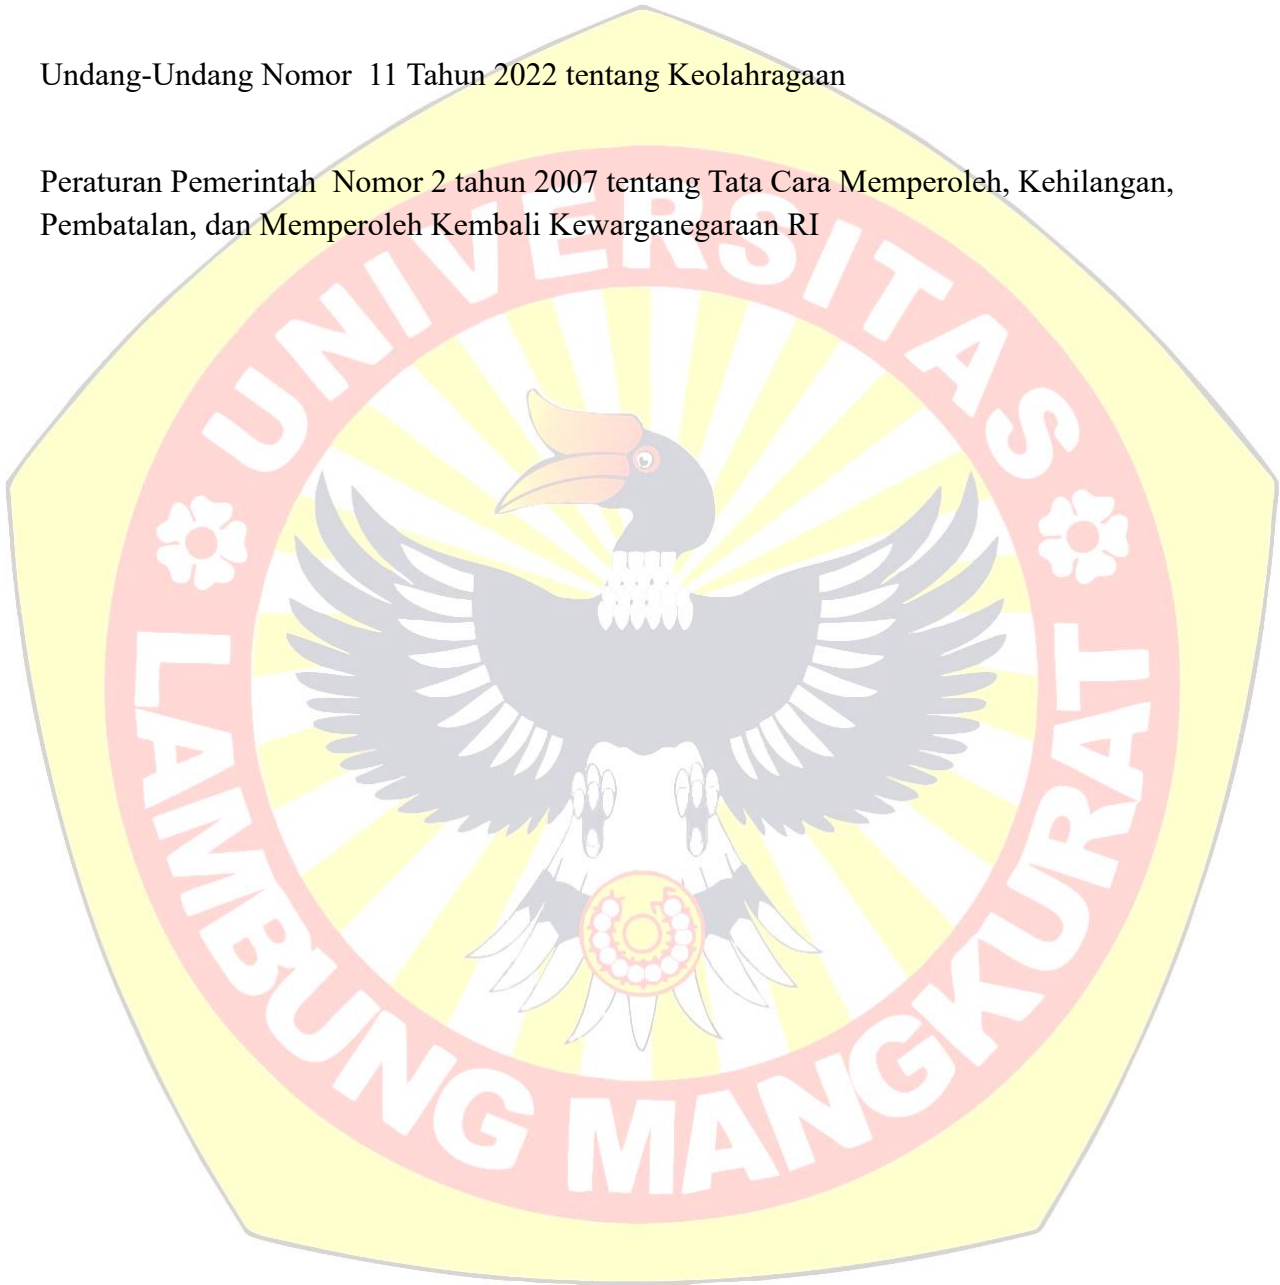 Undang-Undang Nomor  11 Tahun 2022 tentang Keolahragaan
Peraturan Pemerintah  Nomor 2 tahun 2007 tentang Tata Cara Memperoleh, Kehilangan,
Pembatalan, dan Memperoleh Kembali Kewarganegaraan RI
UNIVERSITAS
LAMBUNG MANGKURAT